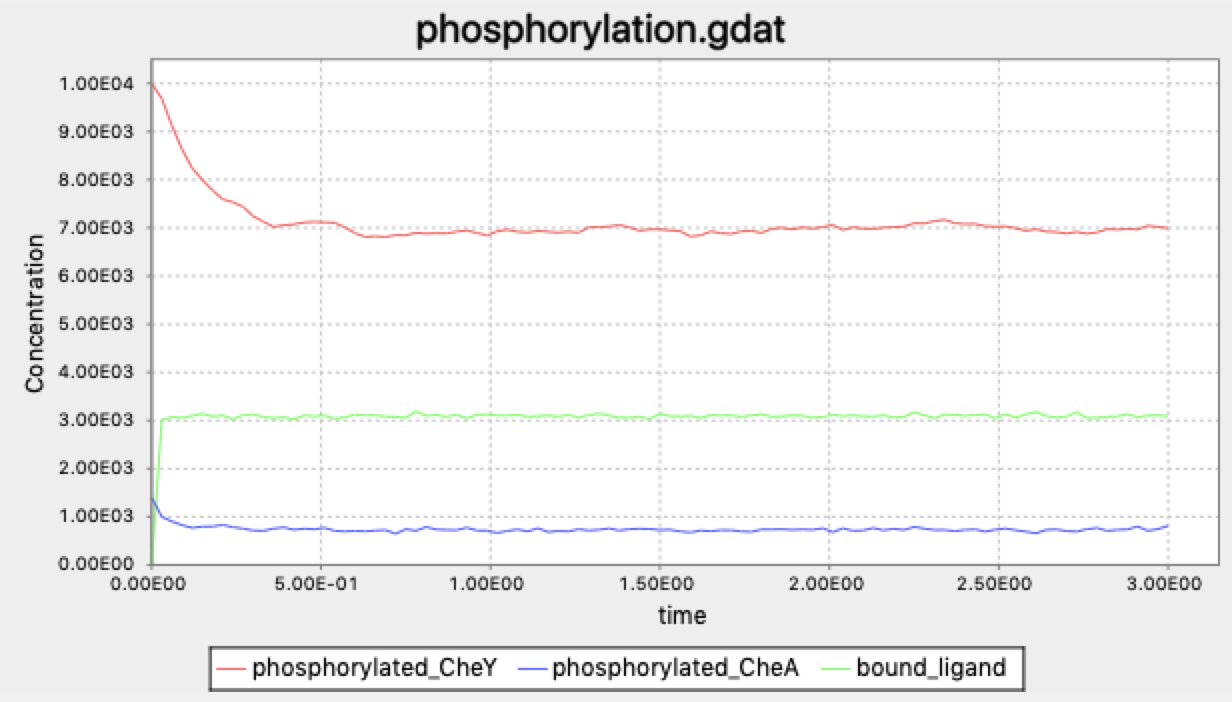 phosphorylation.gdat
Concentration
1.00E04
9.00E03
8.00E03
7.00E03
6.00E03
5.00E03
4.00E03
3.00E03
2.00E03
1.00E03
0.00E00
0.00E00 5.00E-01 1.00E00 1.50E00 2.00E00 2.50E00 3.00E00
time
phosphorylated_CheY phosphorylated_CheA bound_ligand